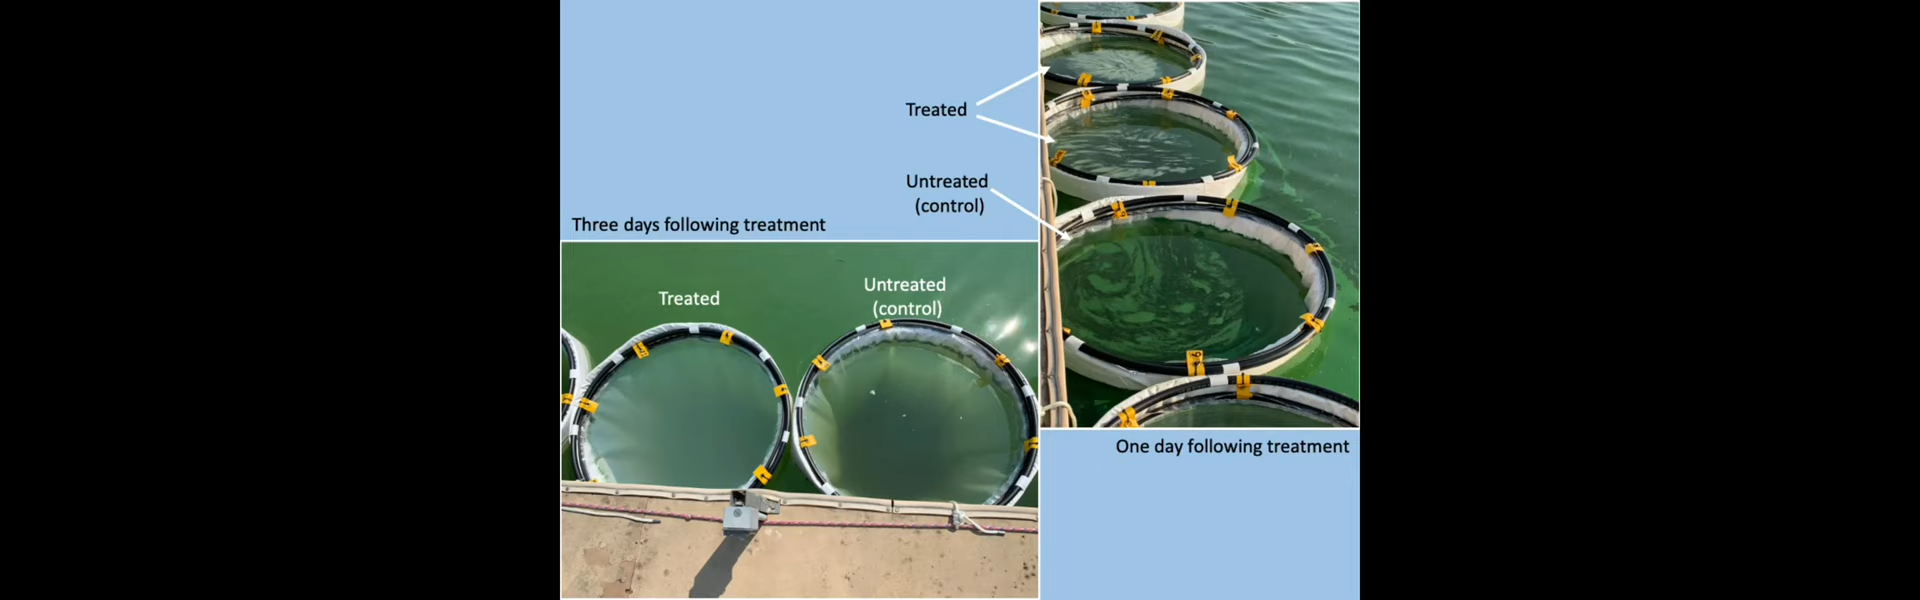 Treated
Untreated
(control)
Three days following treatment
Treated
Untreated
(control)
One day following treatment